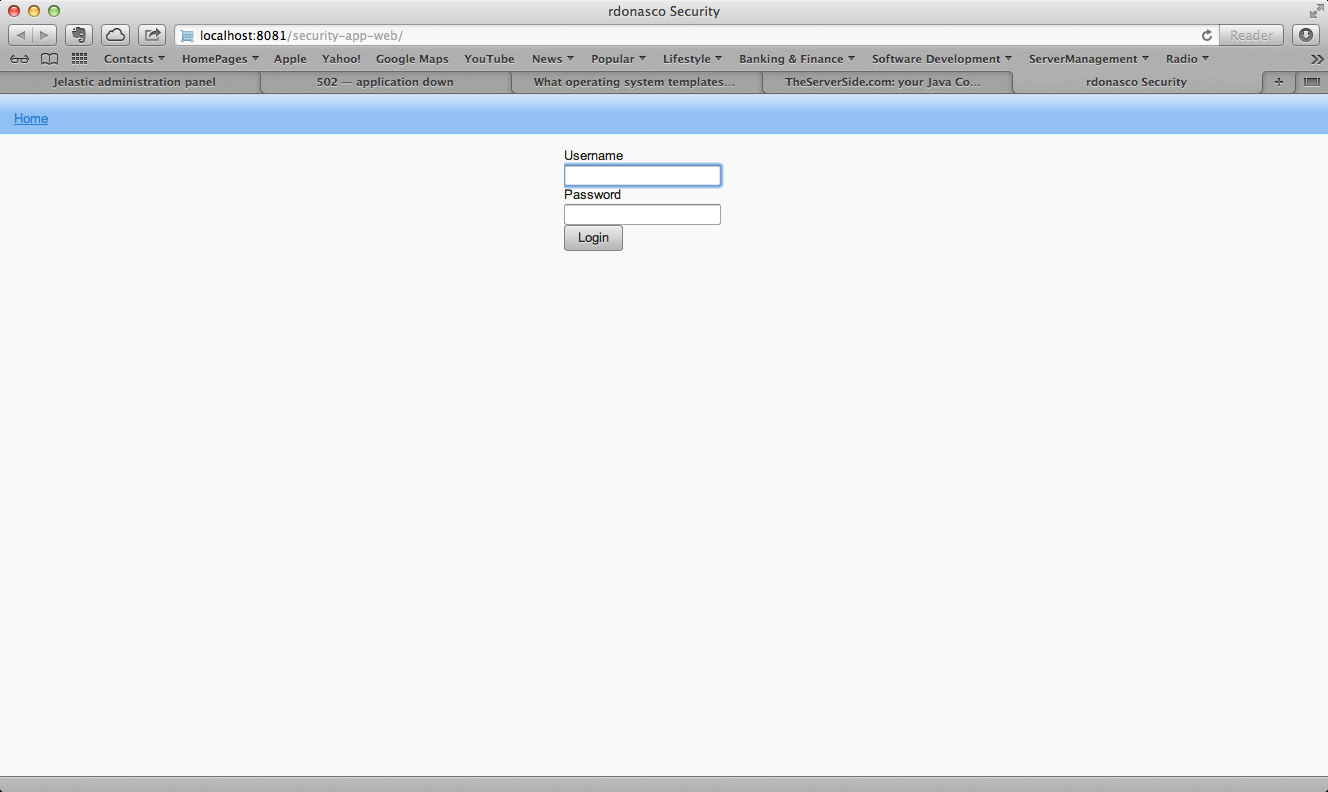 rdonasco Security
localhost:8081/security-app-web/ Reader
Contacts HomePages Apple Yahoo! Google Maps YouTube News Popular Lifestyle Banking & Finance Software Development ServerManagement Radio
Jelastic administration panel 502 — application down What operating system templates... TheServerSide.com: your Java Co... rdonasco Security
Home
Username
Password
Login